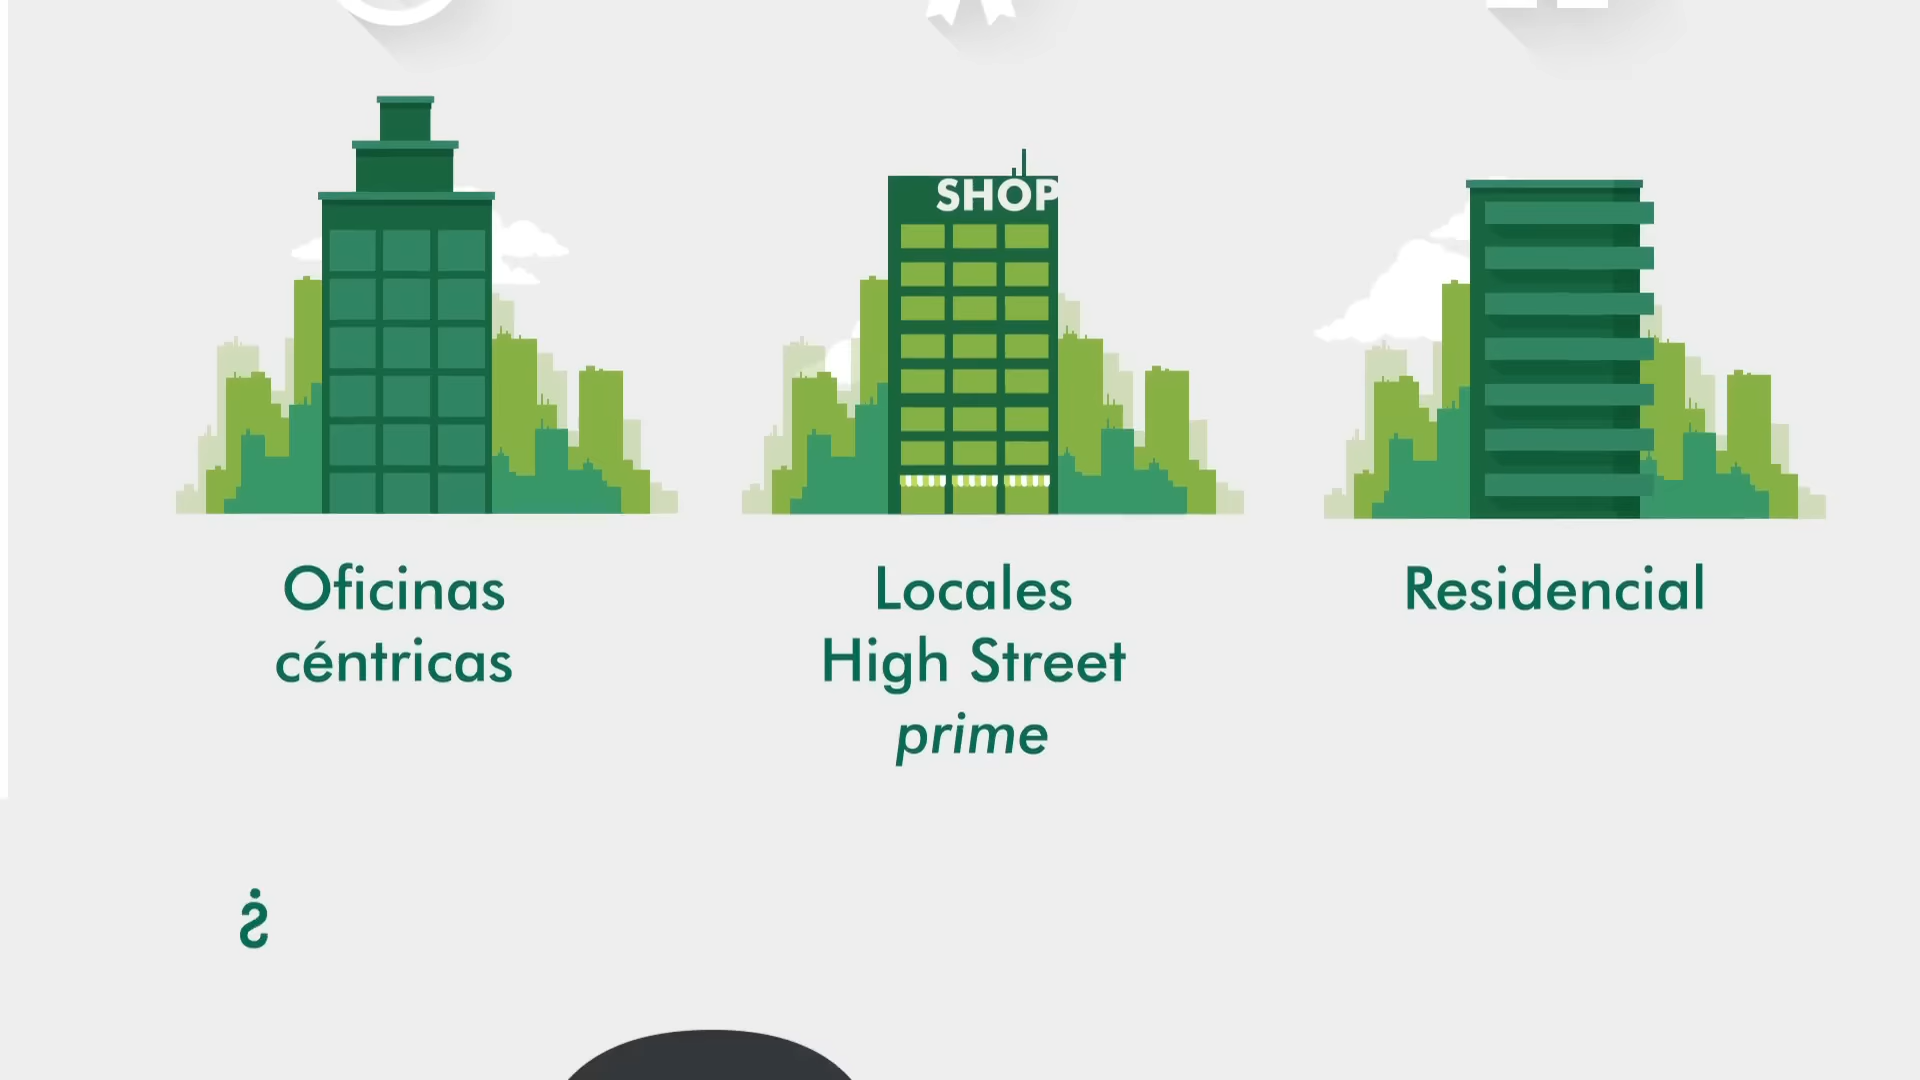 SHOP
Oficinas
céntricas
Locales
High Street
prime
Residencial
¿